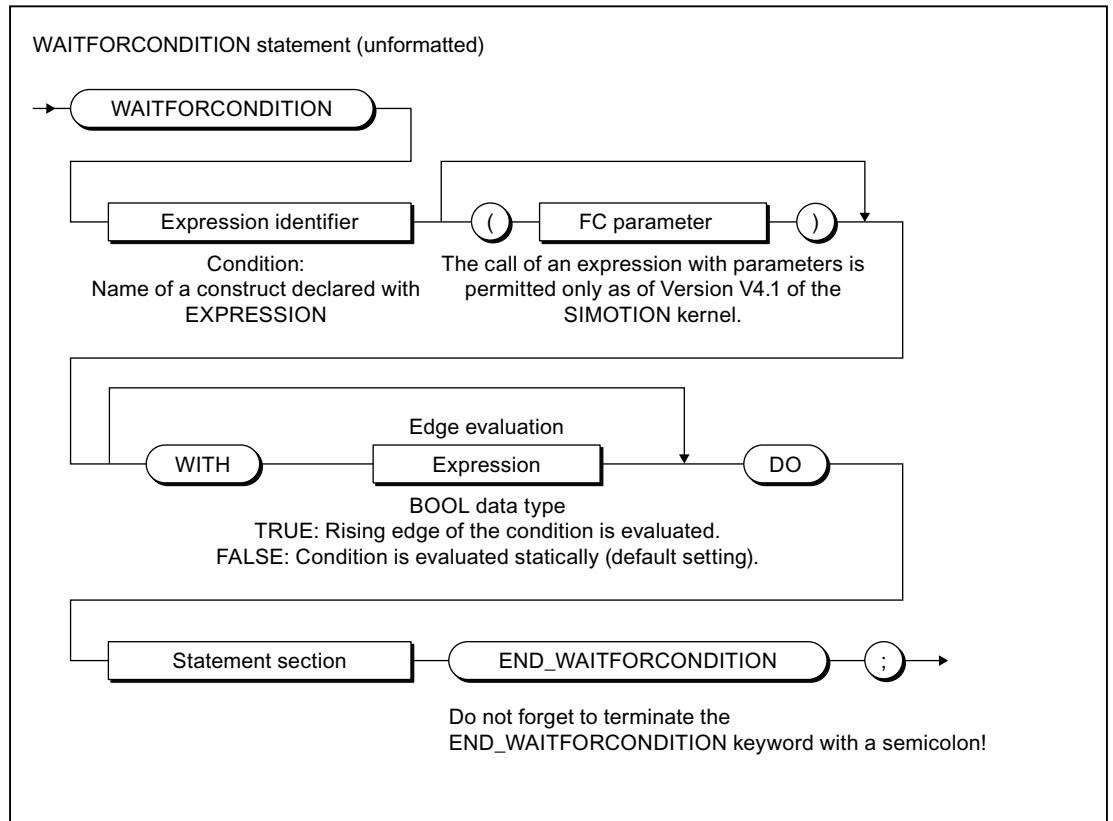 WAITFORCONDITION statement (unformatted)
WAITFORCONDITION
Expression identifier
(
FC parameter
)
Condition:
Name of a construct declared with
EXPRESSION
The call of an expression with parameters is
permitted only as of Version V4.1 of the
SIMOTION kernel.
Edge evaluation
WITH
Expression
DO
BOOL data type
TRUE: Rising edge of the condition is evaluated.
FALSE: Condition is evaluated statically (default setting).
Statement section
END_WAITFORCONDITION
;
Do not forget to terminate the
END_WAITFORCONDITION keyword with a semicolon!